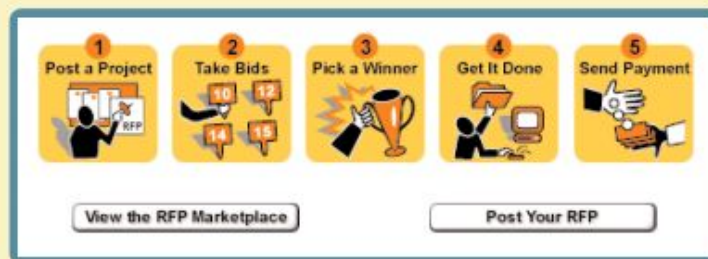 1 2 3 4 5
Post a Project Take Bids Pick a Winner Get It Done Send Payment
RFP
10 12
14 15
View the RFP Marketplace Post Your RFP